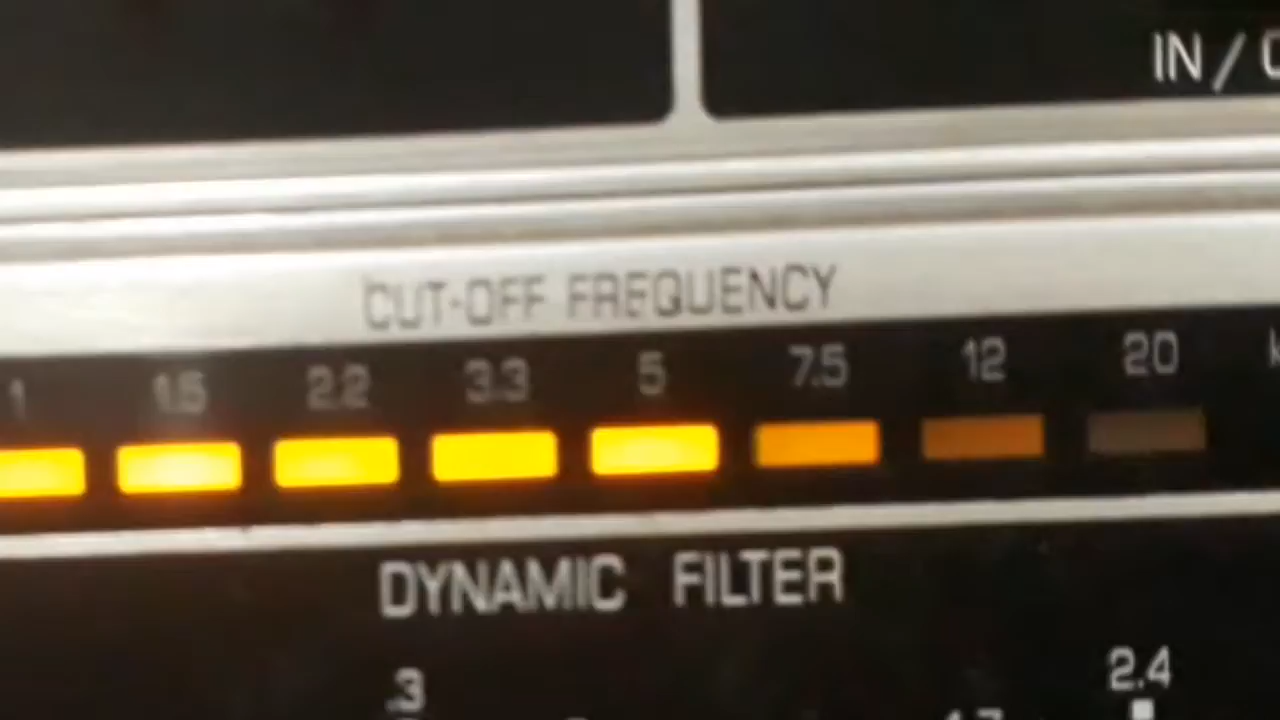 IN /
CUT-OFF FREQUENCY
1 1.5 2.2 3.3 5 7.5 12 20
DYNAMIC FILTER
.3
2.4